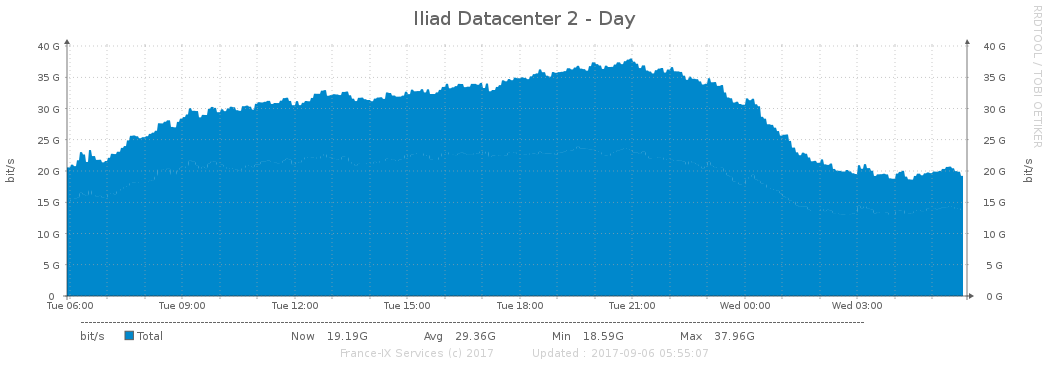 Iliad Datacenter 2 - Day
RRDTOOL / TOBI OETIKER
40 G 40 G
35 G 35 G
30 G 30 G
25 G 25 G
20 G 20 G
15 G 15 G
10 G 10 G
5 G 5 G
0 0 G
bit/s bit/s
Tue 06:00 Tue 09:00 Tue 12:00 Tue 15:00 Tue 18:00 Tue 21:00 Wed 00:00 Wed 03:00
bit/s Total Now 19.19G Avg 29.36G Min 18.59G Max 37.96G
France-IX Services (c) 2017 Updated : 2017-09-06 05:55:07